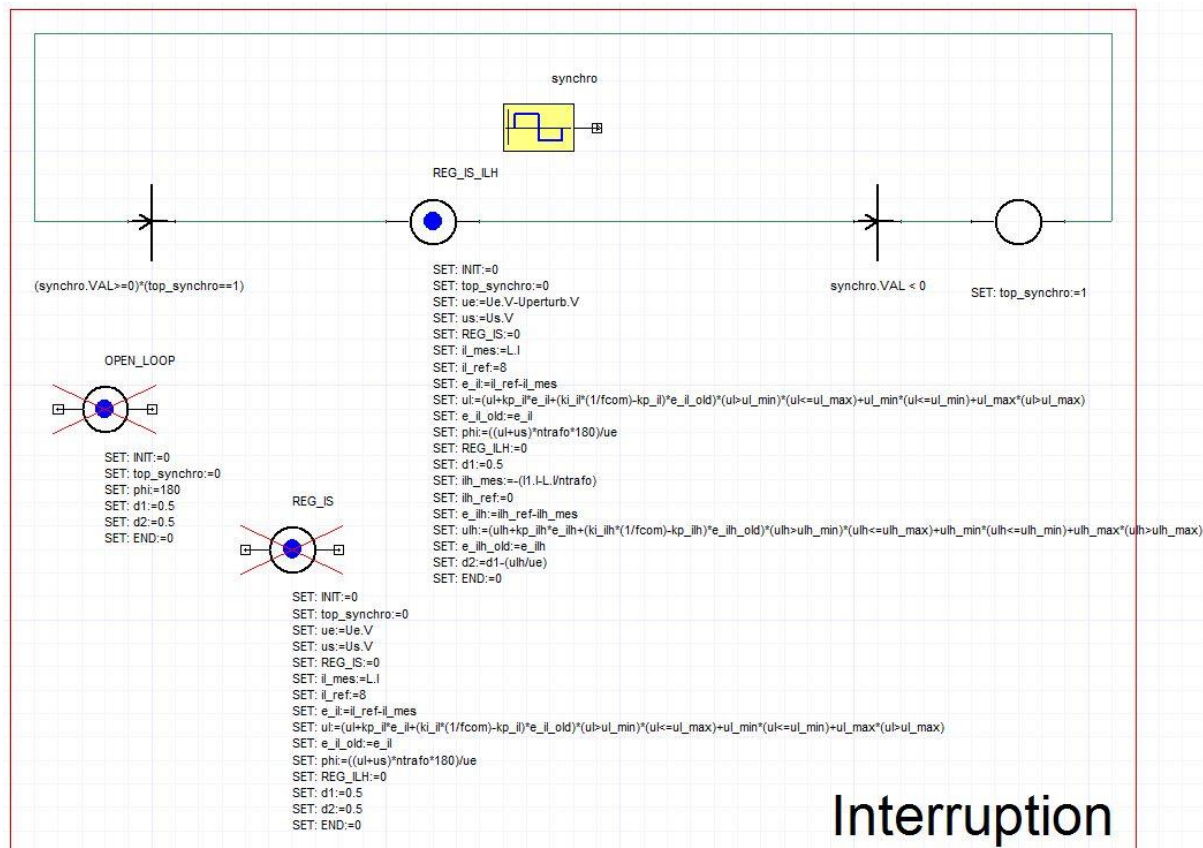 synchro
REG_IS_ILH
(synchro.VAL>=0)*(top_synchro==1)
synchro.VAL < 0
SET: top_synchro:=1
SET: INIT:=0
SET: top_synchro:=0
SET: ue:=Ue.V-Uperturb.V
SET: us:=Us.V
SET: REG_IS:=0
SET: il_mes:=L.I
SET: il_ref:=8
SET: e_il:=il_ref-il_mes
SET: ul:=(ul+kp_il*e_il+(ki_il*(1/fcom)-kp_il)*e_il_old)*(ul>ul_min)*(ul<=ul_max)+ul_min*(ul<=ul_min)+ul_max*(ul>ul_max)
SET: e_il_old:=e_il
SET: phi:=((ul+us)*ntrafo*180)/ue
SET: REG_ILH:=0
SET: d1:=0.5
SET: ilh_mes:=-(l1.I-L.I/ntrafo)
SET: ilh_ref:=0
SET: e_ilh:=ilh_ref-ilh_mes
SET: ulh:=(ulh+kp_ilh*e_ilh+(ki_ilh*(1/fcom)-kp_ilh)*e_ilh_old)*(ulh>ulh_min)*(ulh<=ulh_max)+ulh_min*(ulh<=ulh_min)+ulh_max*(ulh>ulh_max)
SET: e_ilh_old:=e_ilh
SET: d2:=d1-(ulh/ue)
SET: END:=0
OPEN_LOOP
SET: INIT:=0
SET: top_synchro:=0
SET: phi:=180
SET: d1:=0.5
SET: d2:=0.5
SET: END:=0
REG_IS
SET: INIT:=0
SET: top_synchro:=0
SET: ue:=Ue.V
SET: us:=Us.V
SET: REG_IS:=0
SET: il_mes:=L.I
SET: il_ref:=8
SET: e_il:=il_ref-il_mes
SET: ul:=(ul+kp_il*e_il+(ki_il*(1/fcom)-kp_il)*e_il_old)*(ul>ul_min)*(ul<=ul_max)+ul_min*(ul<=ul_min)+ul_max*(ul>ul_max)
SET: e_il_old:=e_il
SET: phi:=((ul+us)*ntrafo*180)/ue
SET: REG_ILH:=0
SET: d1:=0.5
SET: d2:=0.5
SET: END:=0
Interruption